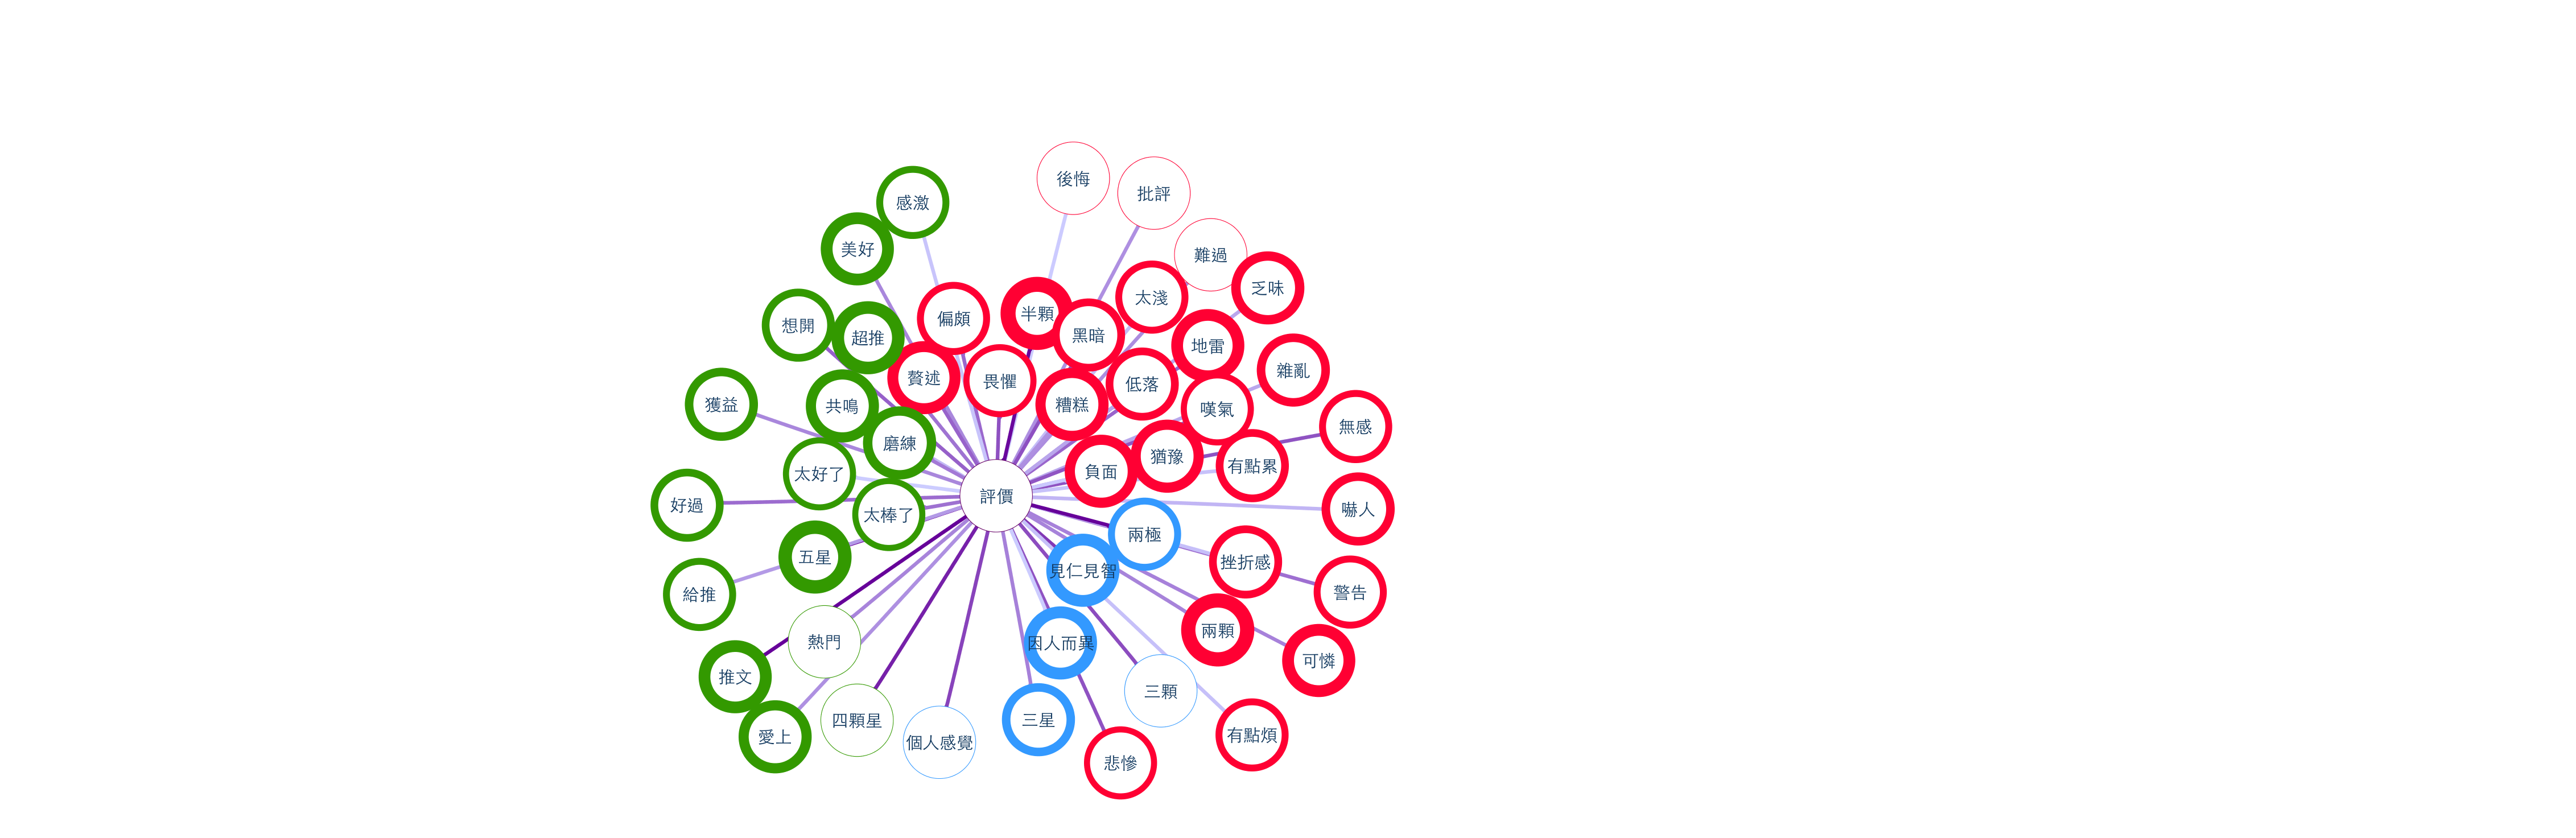 後悔
批評
感激
美好
難過
乏味
太淺
半顆
偏頗
想開
超推
黑暗
地雷
雜亂
贅述
畏懼
低落
糟糕
獲益
共鳴
嘆氣
無感
磨練
猶豫
有點累
負面
太好了
評價
好過
嚇人
太棒了
兩極
五星
挫折感
見仁見智
給推
警告
兩顆
熱門
因人而異
可憐
推文
三顆
四顆星
三星
愛上
有點煩
個人感覺
悲慘